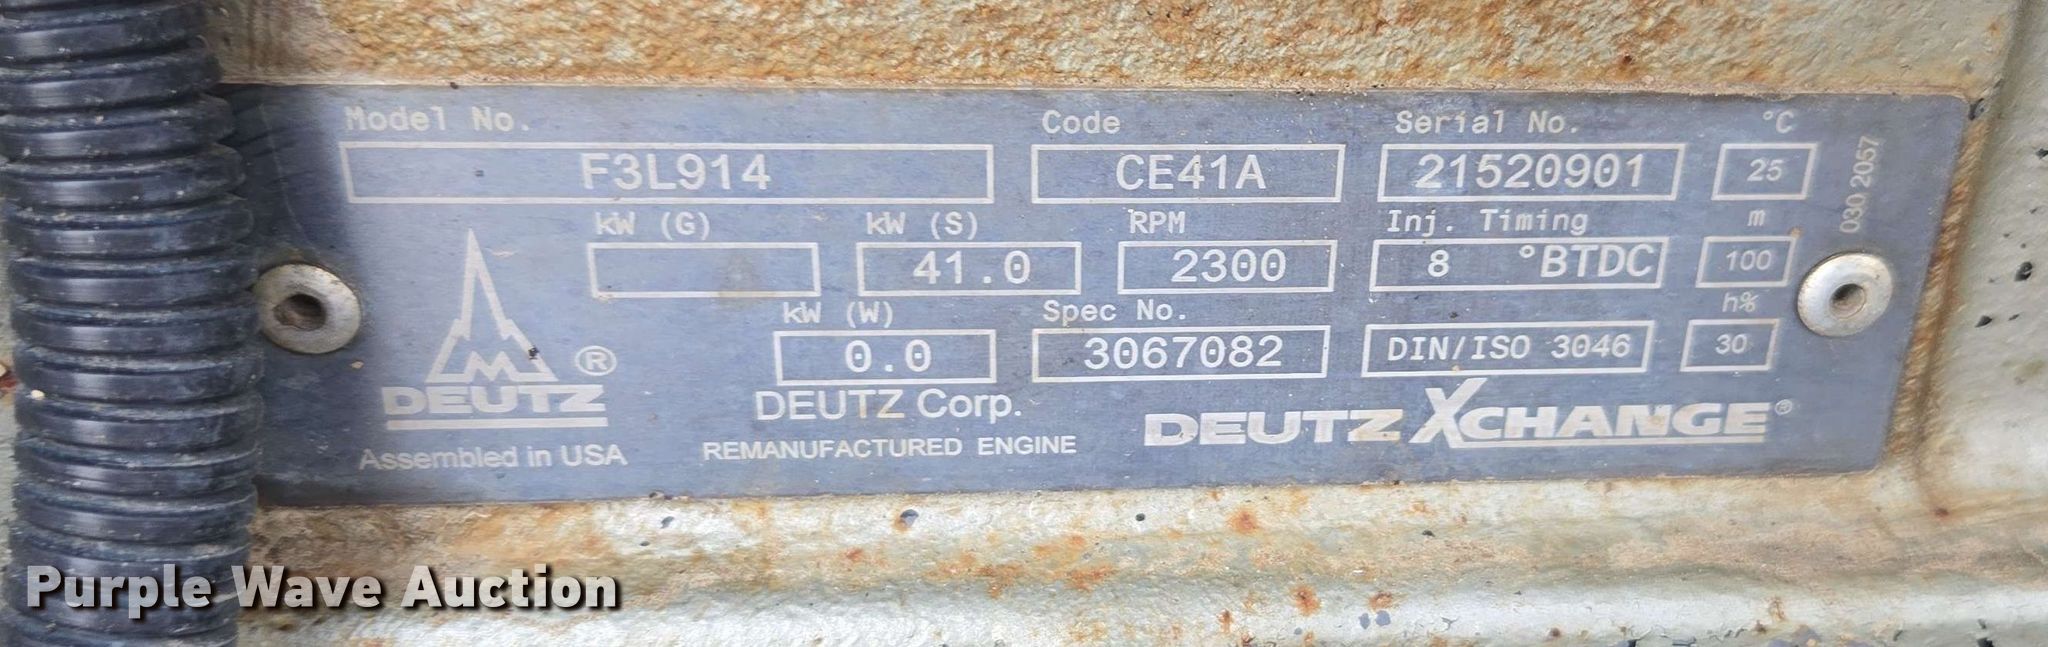 Model No. Code Serial No. °C
F3L914 CE41A 21520901 25
kW (G) kW (S) RPM Inj. Timing m
41.0 2300 8 °BTDC 100
kW (W) Spec No. h%
0.0 3067082 DIN/ISO 3046 30
030 2067
DEUTZ ®
Assembled in USA
DEUTZ Corp.
REMANUFACTURED ENGINE
DEUTZ XCHANGE®
Purple Wave Auction